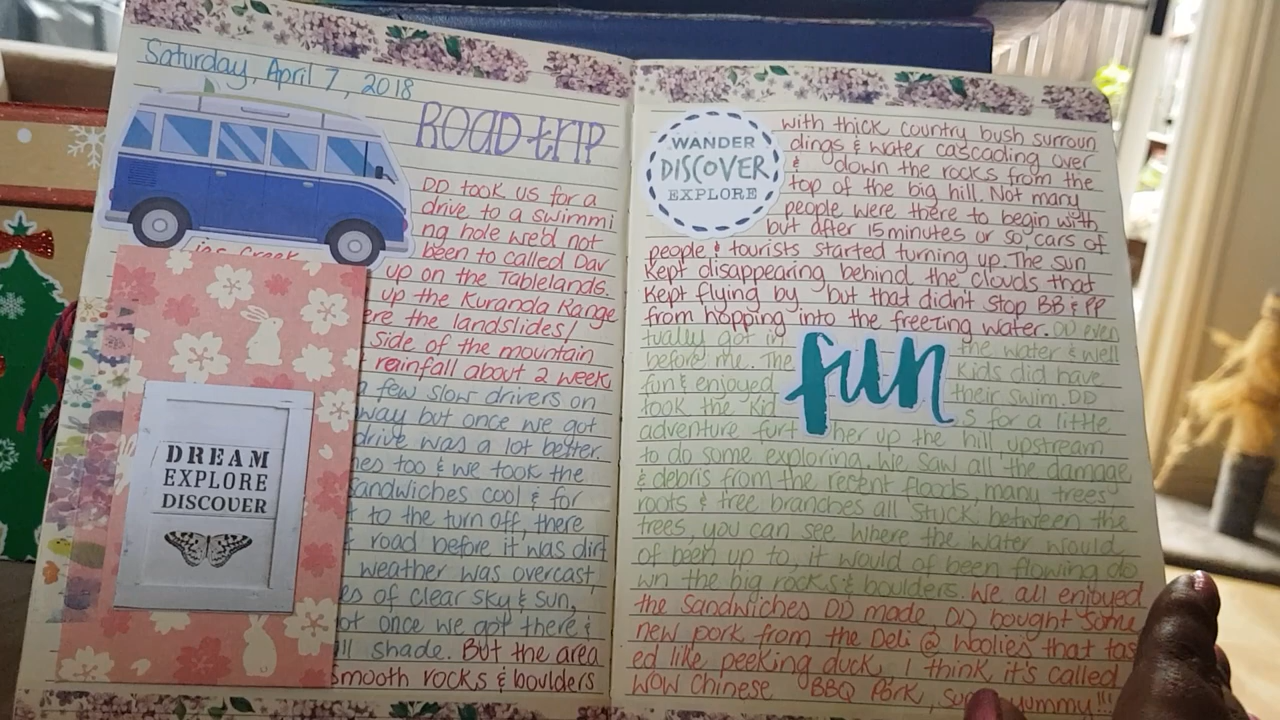 Saturday, April 7, 2018
ROAD trIP
DD took us for a
drive to a swimmi
ng hole we'd not
been to called Dav
ies Creek
up on the Tablelands.
up the Kuranda Range
ere the landslides/
side of the mountain
rainfall about 2 week
a few slow drivers on
way but once we got
drive was a lot better.
nes too & we took the
sandwiches cool & for
t to the turn off, there
f road before it was dirt
weather was overcast,
es of clear sky & sun,
ot once we got there &
ll shade. But the area
smooth rocks & boulders
DREAM
EXPLORE
DISCOVER
WANDER
DISCOVER
EXPLORE
with thick country bush surroun
dings & water cascading over
& down the rocks from the
top of the big hill. Not many
people were there to begin with
but after 15 minutes or so, cars of
people & tourists started turning up. The sun
kept disappearing behind the clouds that
kept flying by, but that didn't stop BB & PP
from hopping into the freezing water. DD even
tually got in the water & well
before me. The kids did have
fun & enjoyed their swim. DD
took the kid s for a little
fun
adventure furt her up the hill, upstream
to do some exploring. We saw all the damage
& debris from the recent floods, many trees
roots & tree branches all stuck between the
trees, you can see where the water would,
of been up to, it would of been flowing do
wn the big rocks & boulders. We all enjoyed
the sandwiches DD made, DD bought some
new pork from the Deli @ Woolies that tas
ed like peeking duck, I think it's called
WOW Chinese BBQ Pork, yummy!!!